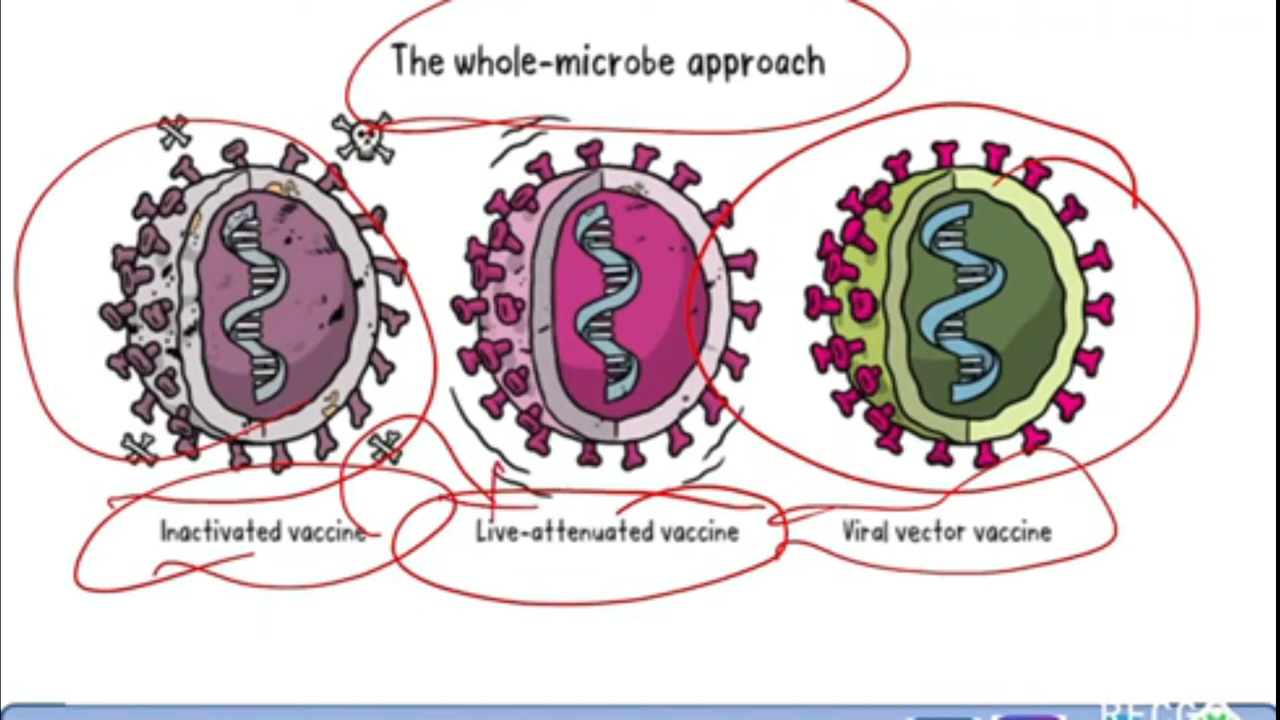 The whole-microbe approach
Inactivated vaccine
Live-attenuated vaccine
Viral vector vaccine